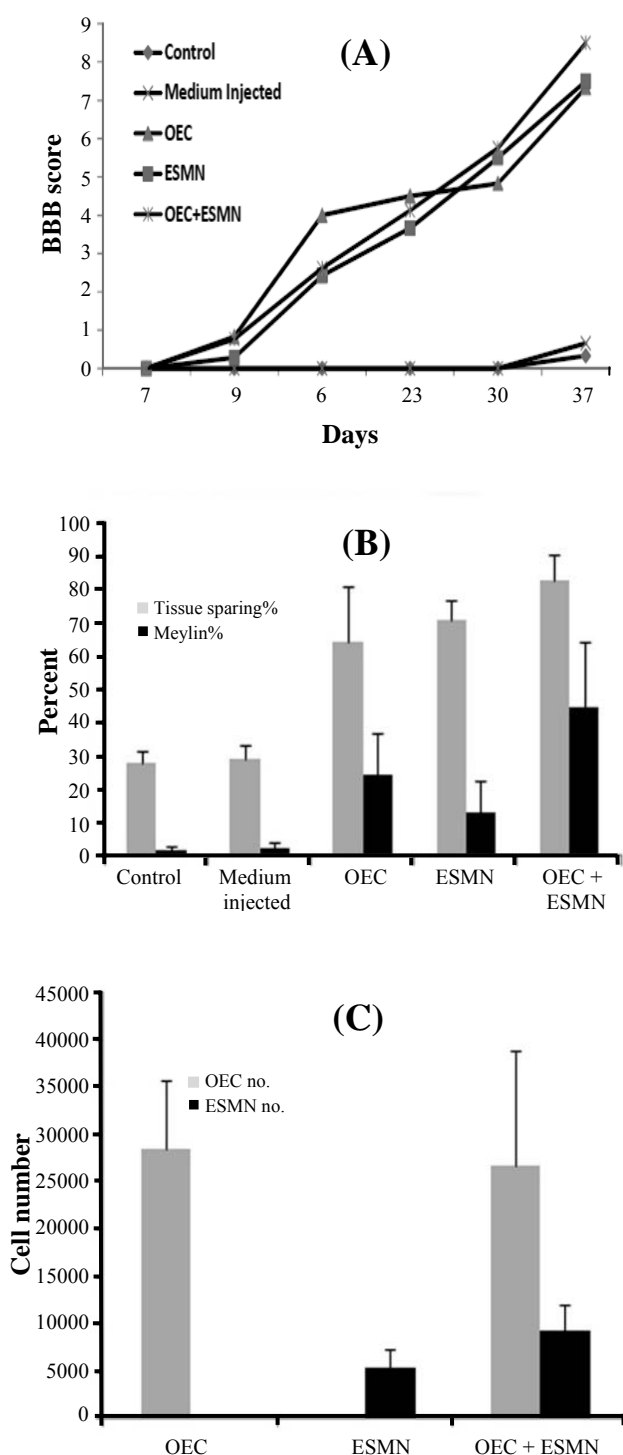 (A)
9
8
7
6
5
4
3
2
1
0
BBB score
Control
Medium Injected
OEC
ESMN
OEC+ESMN
7 9 6 23 30 37
Days
(B)
100
90
80
70
60
50
40
30
20
10
0
Percent
Tissue sparing%
Meylin%
Control Medium injected OEC ESMN OEC + ESMN
(C)
45000
40000
35000
30000
25000
20000
15000
10000
5000
0
Cell number
OEC no.
ESMN no.
OEC ESMN OEC + ESMN